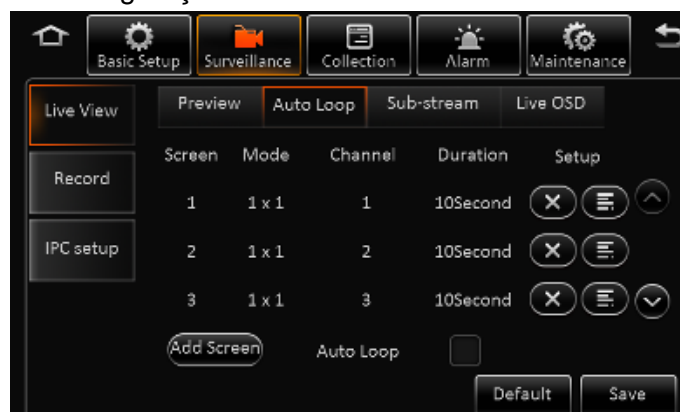 Basic Setup Surveillance Collection Alarm Maintenance
Live View Preview Auto Loop Sub-stream Live OSD
Screen Mode Channel Duration Setup
Record
1 1 x 1 1 10Second
IPC setup 2 1 x 1 2 10Second
3 1 x 1 3 10Second
Add Screen Auto Loop
Default Save